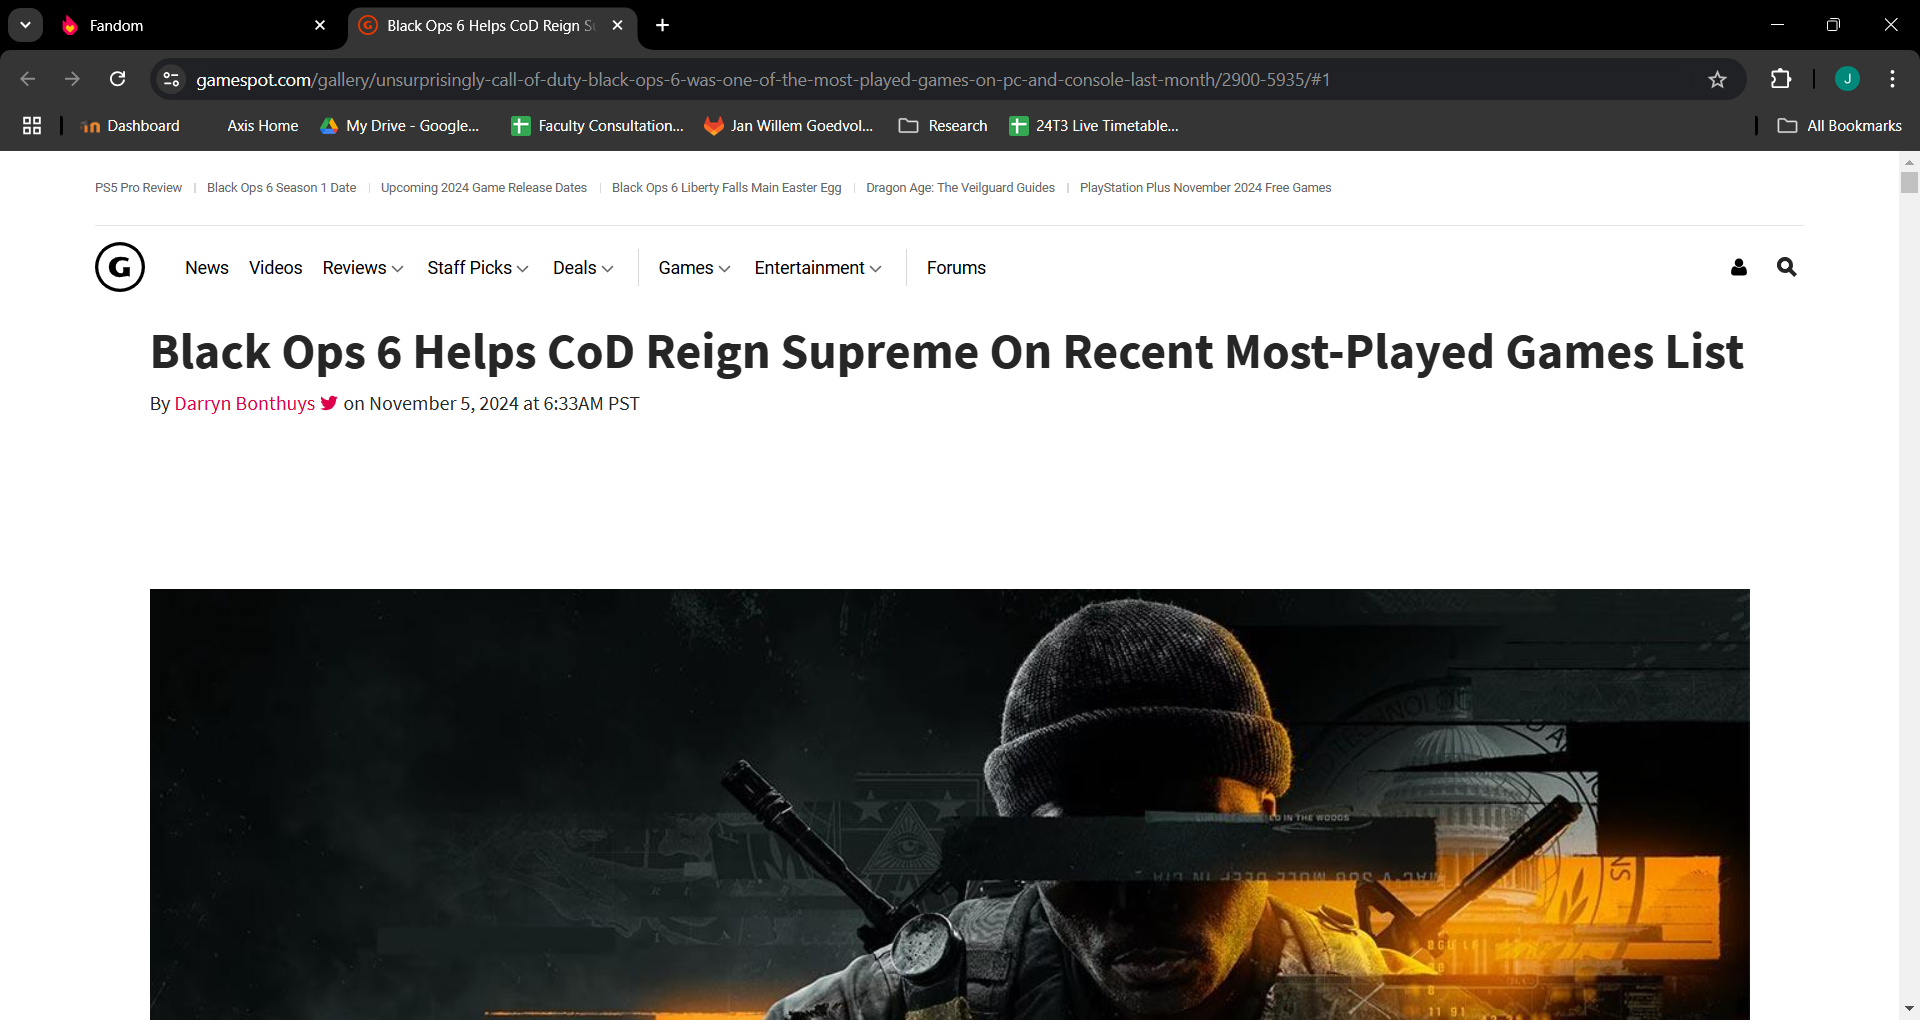 Fandom
Black Ops 6 Helps CoD Reign S
gamespot.com/gallery/unsurprisingly-call-of-duty-black-ops-6-was-one-of-the-most-played-games-on-pc-and-console-last-month/2900-5935/#1
J
Dashboard
Axis Home
My Drive - Google...
Faculty Consultation...
Jan Willem Goedvol...
Research
24T3 Live Timetable...
All Bookmarks
PS5 Pro Review
Black Ops 6 Season 1 Date
Upcoming 2024 Game Release Dates
Black Ops 6 Liberty Falls Main Easter Egg
Dragon Age: The Veilguard Guides
PlayStation Plus November 2024 Free Games
G
News
Videos
Reviews
Staff Picks
Deals
Games
Entertainment
Forums
Black Ops 6 Helps CoD Reign Supreme On Recent Most-Played Games List
By Darryn Bonthuys on November 5, 2024 at 6:33AM PST
IN THE WOODS